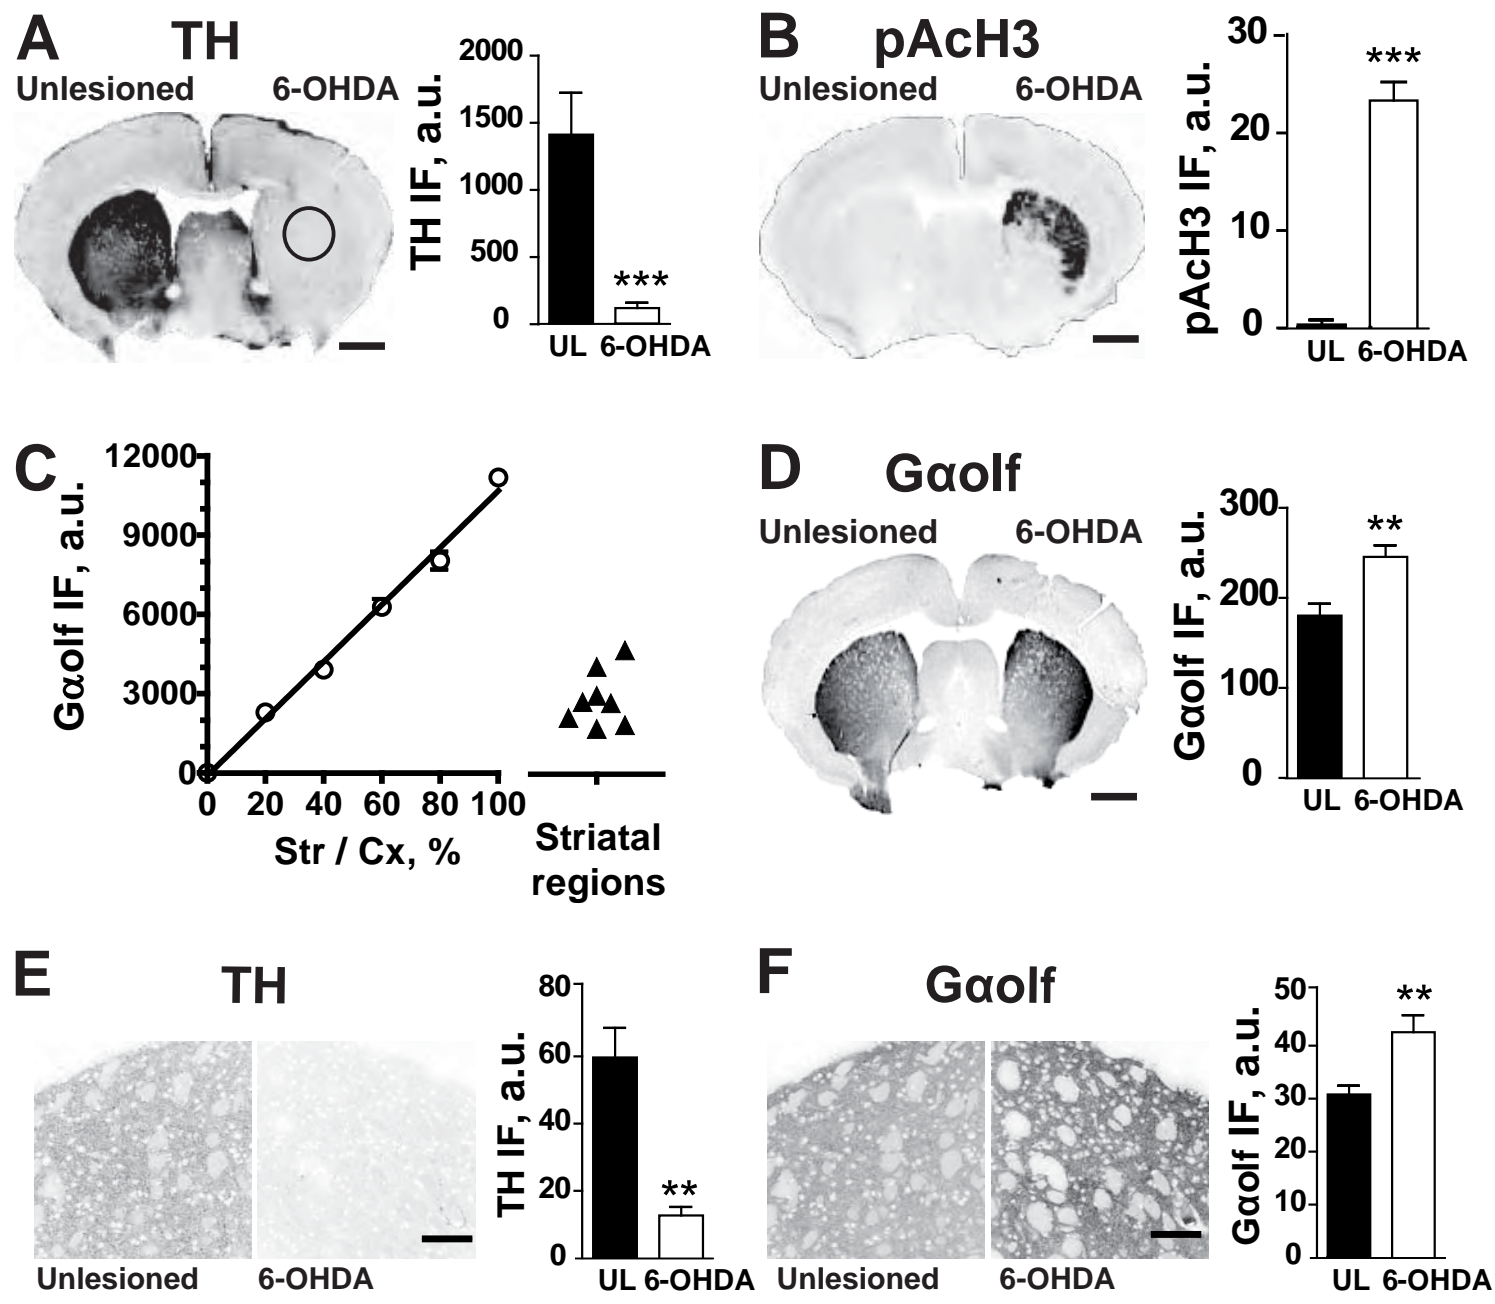 A
TH
Unlesioned
6-OHDA
TH IF, a.u.
2000
1500
1000
500
0
***
UL
6-OHDA
B
pAcH3
Unlesioned
6-OHDA
pAcH3 IF, a.u.
30
20
10
0
***
UL
6-OHDA
C
Gαolf IF, a.u.
12000
9000
6000
3000
0
0 20 40 60 80 100
Str / Cx, %
Striatal
regions
D
Gαolf
Unlesioned
6-OHDA
Gαolf IF, a.u.
300
200
100
0
**
UL
6-OHDA
E
TH
Unlesioned
6-OHDA
TH IF, a.u.
80
60
40
20
0
**
UL
6-OHDA
F
Gαolf
Unlesioned
6-OHDA
Gαolf IF, a.u.
50
40
30
20
10
0
**
UL
6-OHDA